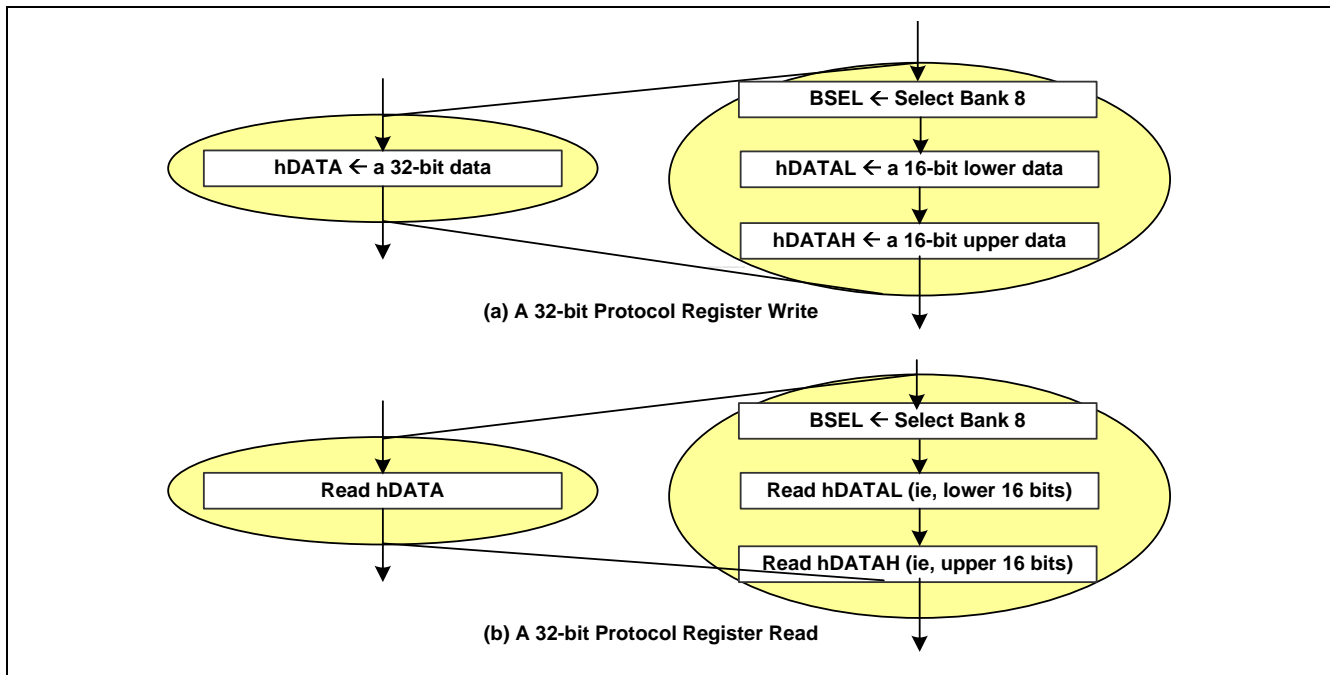 hDATA ← a 32-bit data
BSEL ← Select Bank 8
hDATAL ← a 16-bit lower data
hDATAH ← a 16-bit upper data
(a) A 32-bit Protocol Register Write
Read hDATA
BSEL ← Select Bank 8
Read hDATAL (ie, lower 16 bits)
Read hDATAH (ie, upper 16 bits)
(b) A 32-bit Protocol Register Read